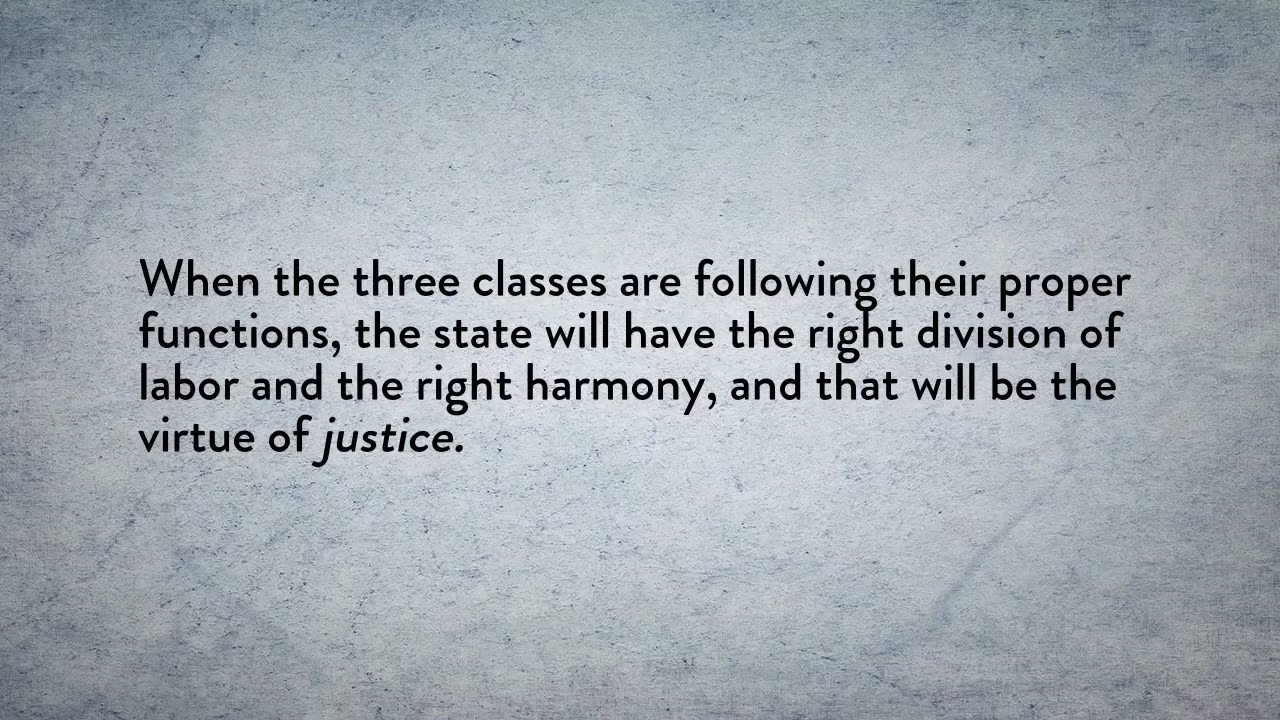 When the three classes are following their proper
functions, the state will have the right division of
labor and the right harmony, and that will be the
virtue of justice.